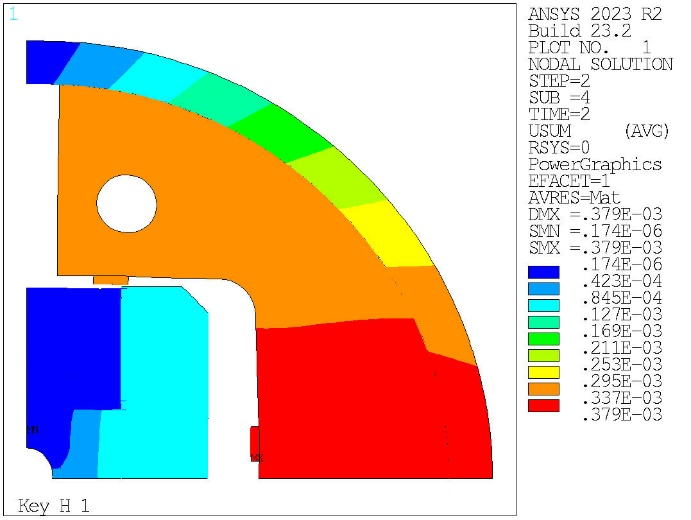 1
ANSYS 2023 R2
Build 23.2
PLOT NO.   1
NODAL SOLUTION
STEP=2
SUB =4
TIME=2
USUM     (AVG)
RSYS=0
PowerGraphics
EFACET=1
AVRES=Mat
DMX =.379E-03
SMN =.174E-06
SMX =.379E-03
.174E-06
.423E-04
.845E-04
.127E-03
.169E-03
.211E-03
.253E-03
.295E-03
.337E-03
.379E-03
Key H 1